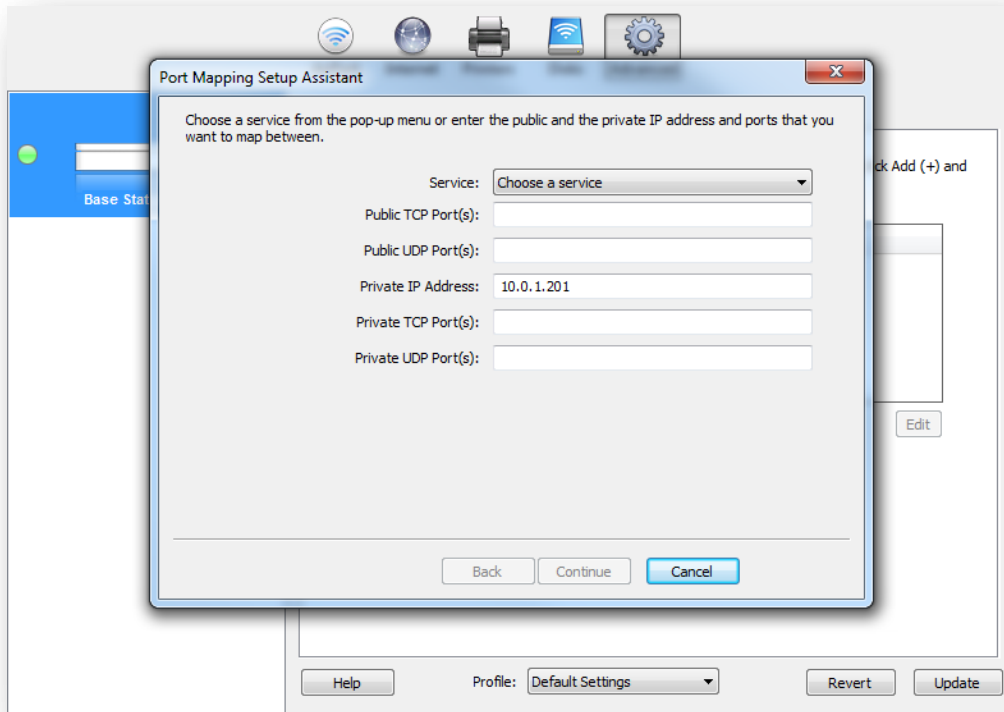 Port Mapping Setup Assistant
Choose a service from the pop-up menu or enter the public and the private IP address and ports that you
want to map between.
ck Add (+) and
Service: Choose a service
Base Stat
Public TCP Port(s):
Public UDP Port(s):
Private IP Address: 10.0.1.201
Private TCP Port(s):
Private UDP Port(s):
Edit
Back Continue Cancel
Help Profile: Default Settings Revert Update